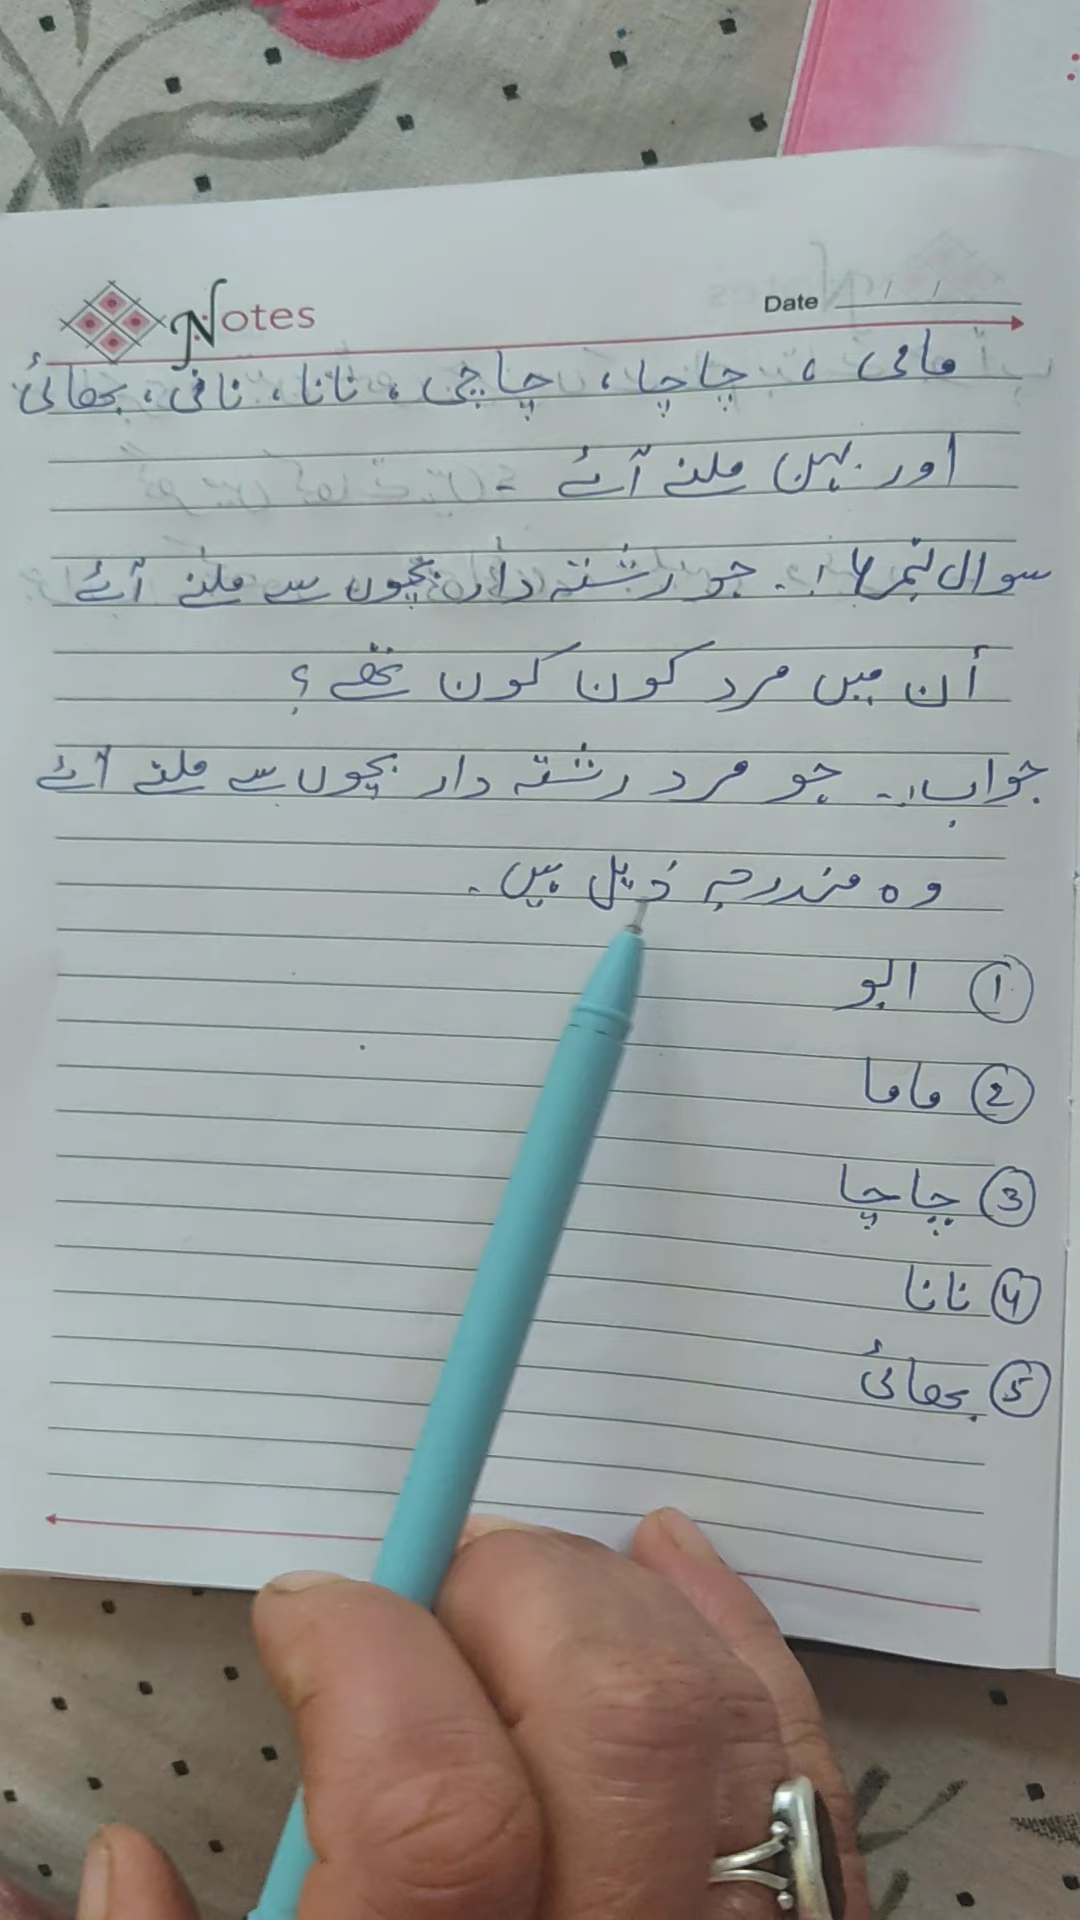 Notes
Date / /
مامی ، چاچا ، چاچی ، نانا ، نانی ، بھائی
اور بہن ملنے آئے ۔
سوال نمبر ۲:۔ جو رشتہ دار بچوں سے ملنے آئے
اُن میں مرد کون کون تھے ؟
جواب:۔ جو مرد رشتہ دار بچوں سے ملنے آئے
وہ مندرجہ ذیل ہیں ۔
① ابو
② ماما
③ چاچا
④ نانا
⑤ بھائی